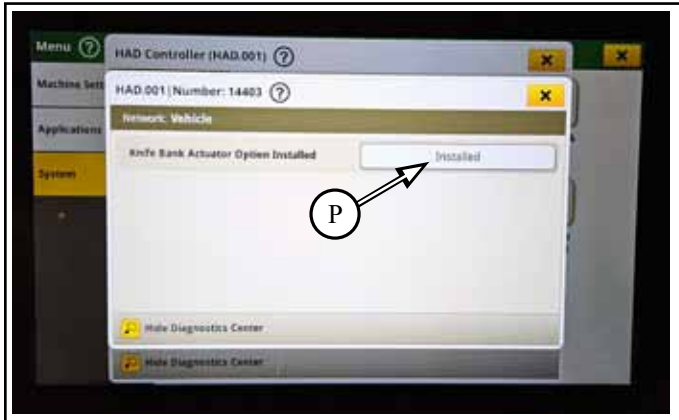 Menu ?
HAD Controller (HAD.001) ?
Machine Sett
HAD.001|Number: 14403 ?
Network: Vehicle
Applications
Knife Bank Actuator Option Installed
Installed
System
P
Hide Diagnostics Center
Hide Diagnostics Center